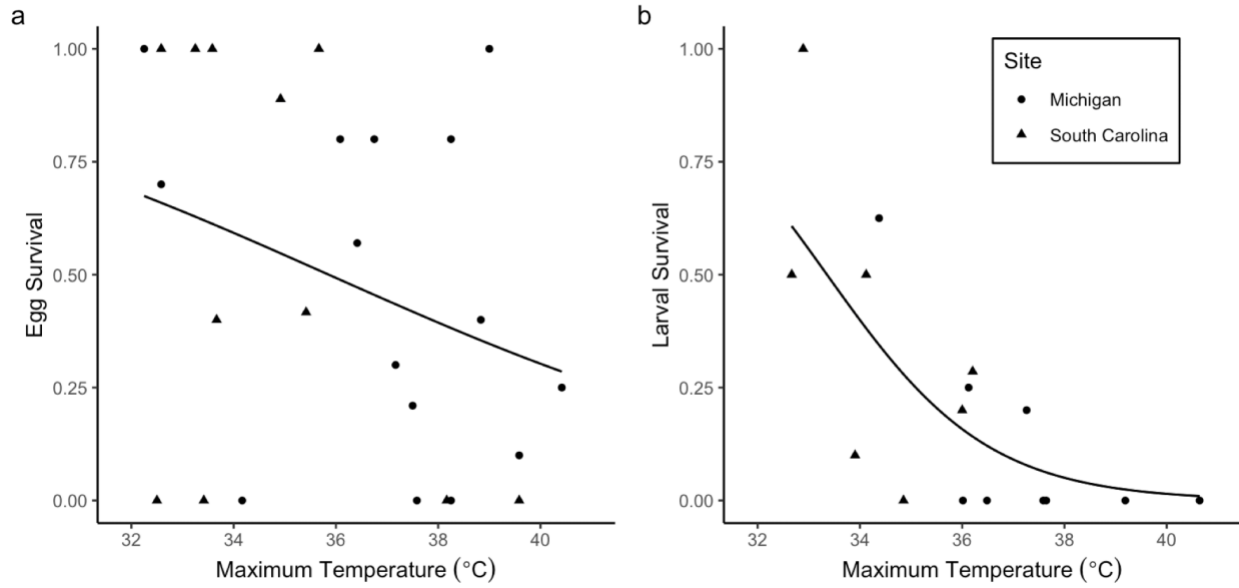 a
1.00
0.75
0.50
0.25
0.00
Egg Survival
32 34 36 38 40
Maximum Temperature (°C)
b
1.00
0.75
0.50
0.25
0.00
Larval Survival
32 34 36 38 40
Maximum Temperature (°C)
Site
Michigan
South Carolina